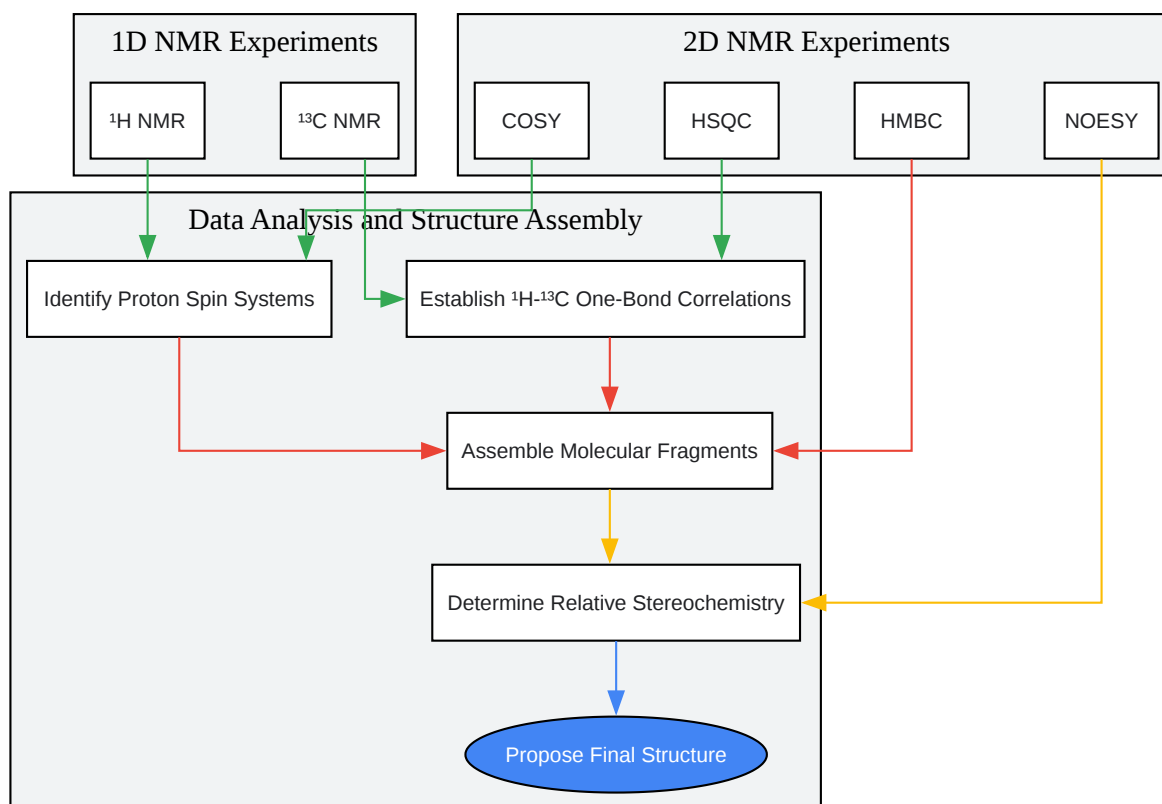 1D NMR Experiments
2D NMR Experiments
¹H NMR
¹³C NMR
COSY
HSQC
HMBC
NOESY
Data Analysis and Structure Assembly
Identify Proton Spin Systems
Establish ¹H-¹³C One-Bond Correlations
Assemble Molecular Fragments
Determine Relative Stereochemistry
Propose Final Structure